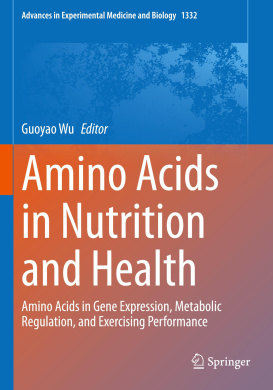 Advances in Experimental Medicine and Biology 1332
Guoyao Wu Editor
Amino Acids
in Nutrition
and Health
Amino Acids in Gene Expression, Metabolic
Regulation, and Exercising Performance
Springer